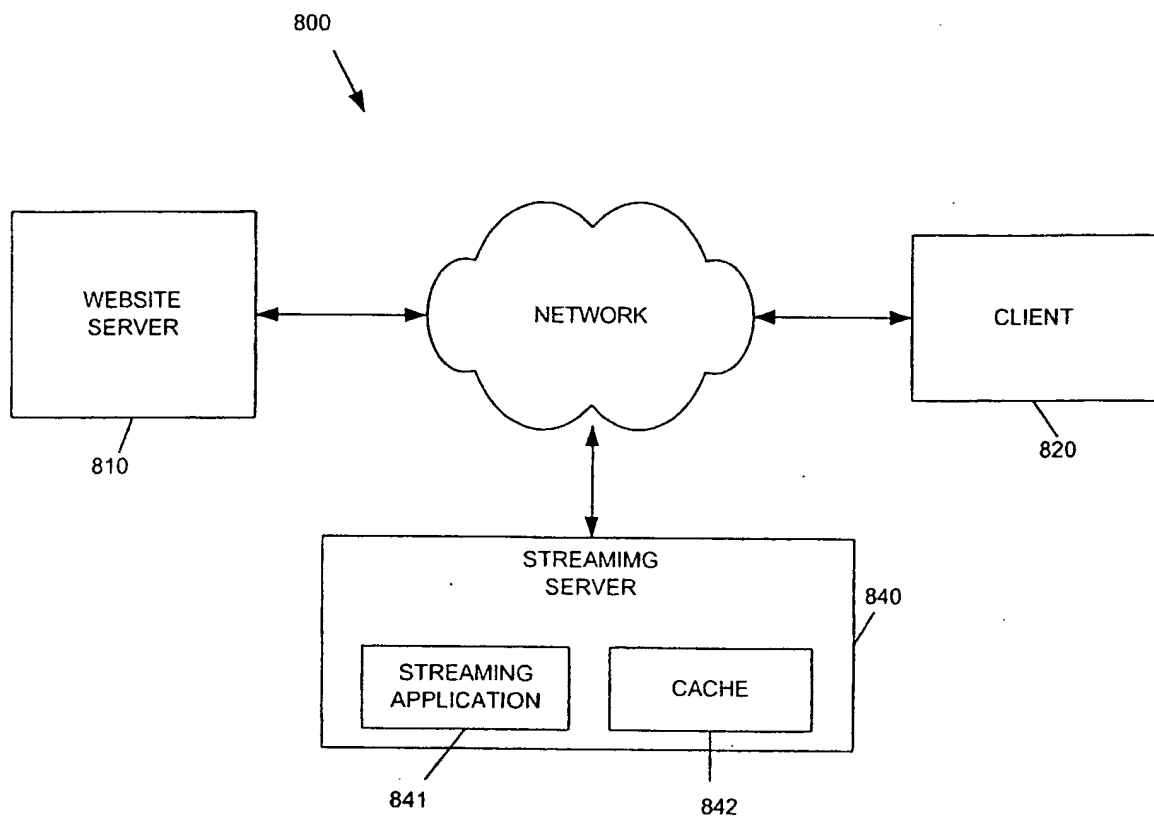 800
WEBSITE
SERVER
NETWORK
CLIENT
810
820
STREAMIMG
SERVER
840
STREAMING
APPLICATION
CACHE
841
842